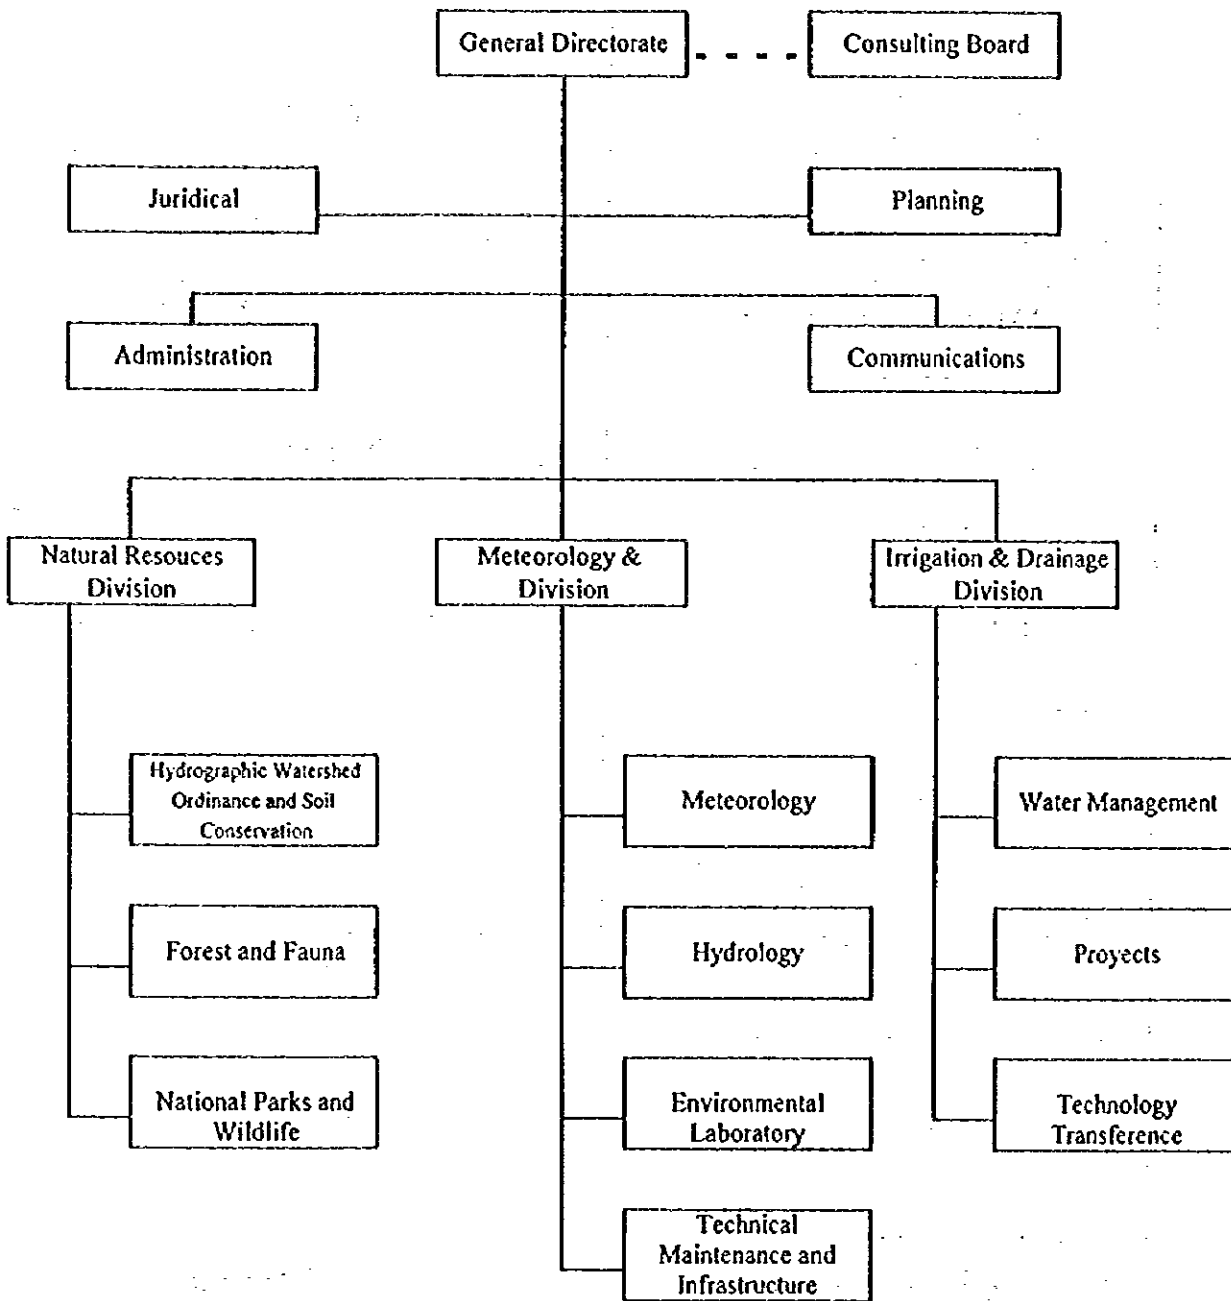 General Directorate
Consulting Board
Juridical
Planning
Administration
Communications
Natural Resouces
Division
Meteorology &
Division
Irrigation & Drainage
Division
Hydrographic Watershed
Ordinance and Soil
Conservation
Meteorology
Water Management
Forest and Fauna
Hydrology
Proyects
National Parks and
Wildlife
Environmental
Laboratory
Technology
Transference
Technical
Maintenance and
Infrastructure